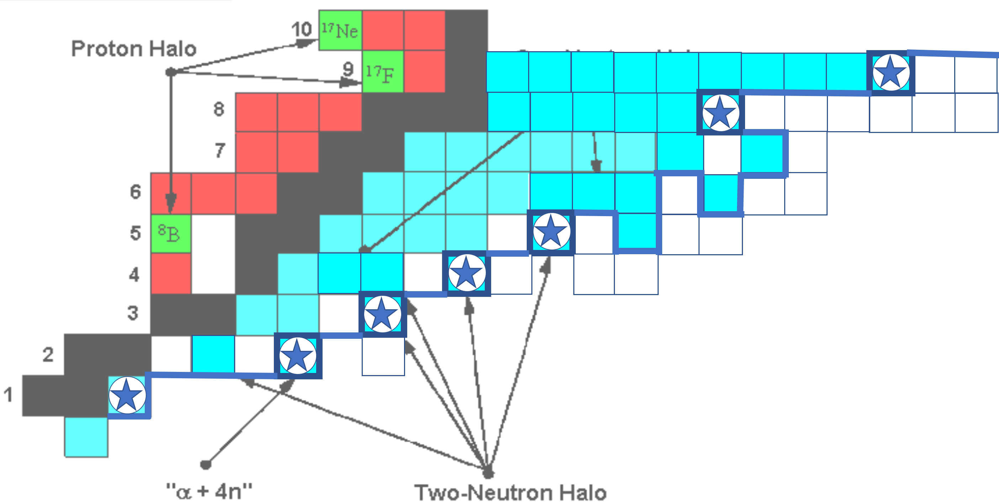 10
¹⁷Ne
Proton Halo
9
¹⁷F
8
7
6
5
⁸B
4
3
2
1
"α + 4n"
Two-Neutron Halo